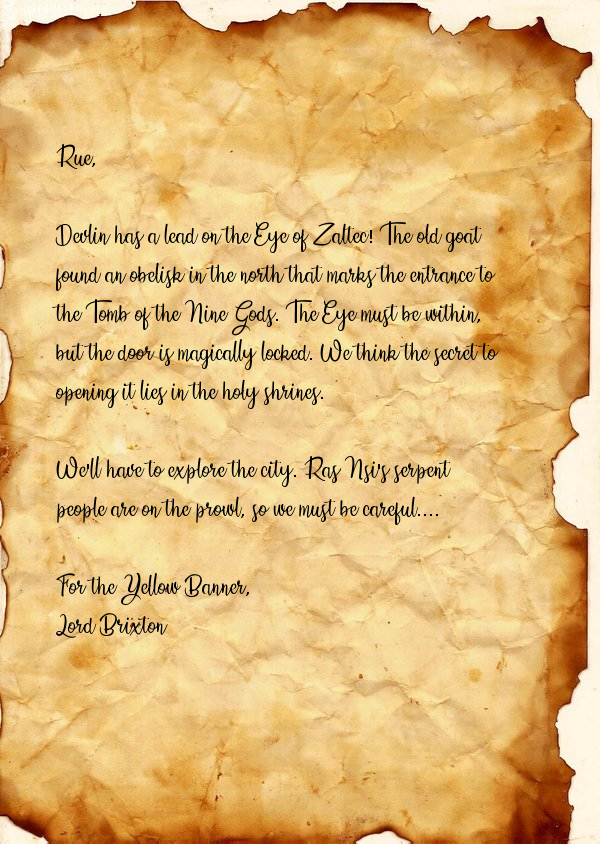 Rue,
Devlin has a lead on the Eye of Zaltec! The old goat
found an obelisk in the north that marks the entrance to
the Tomb of the Nine Gods. The Eye must be within,
but the door is magically locked. We think the secret to
opening it lies in the holy shrines.
We'll have to explore the city. Ras Nsi's serpent
people are on the prowl, so we must be careful....
For the Yellow Banner,
Lord Brixton